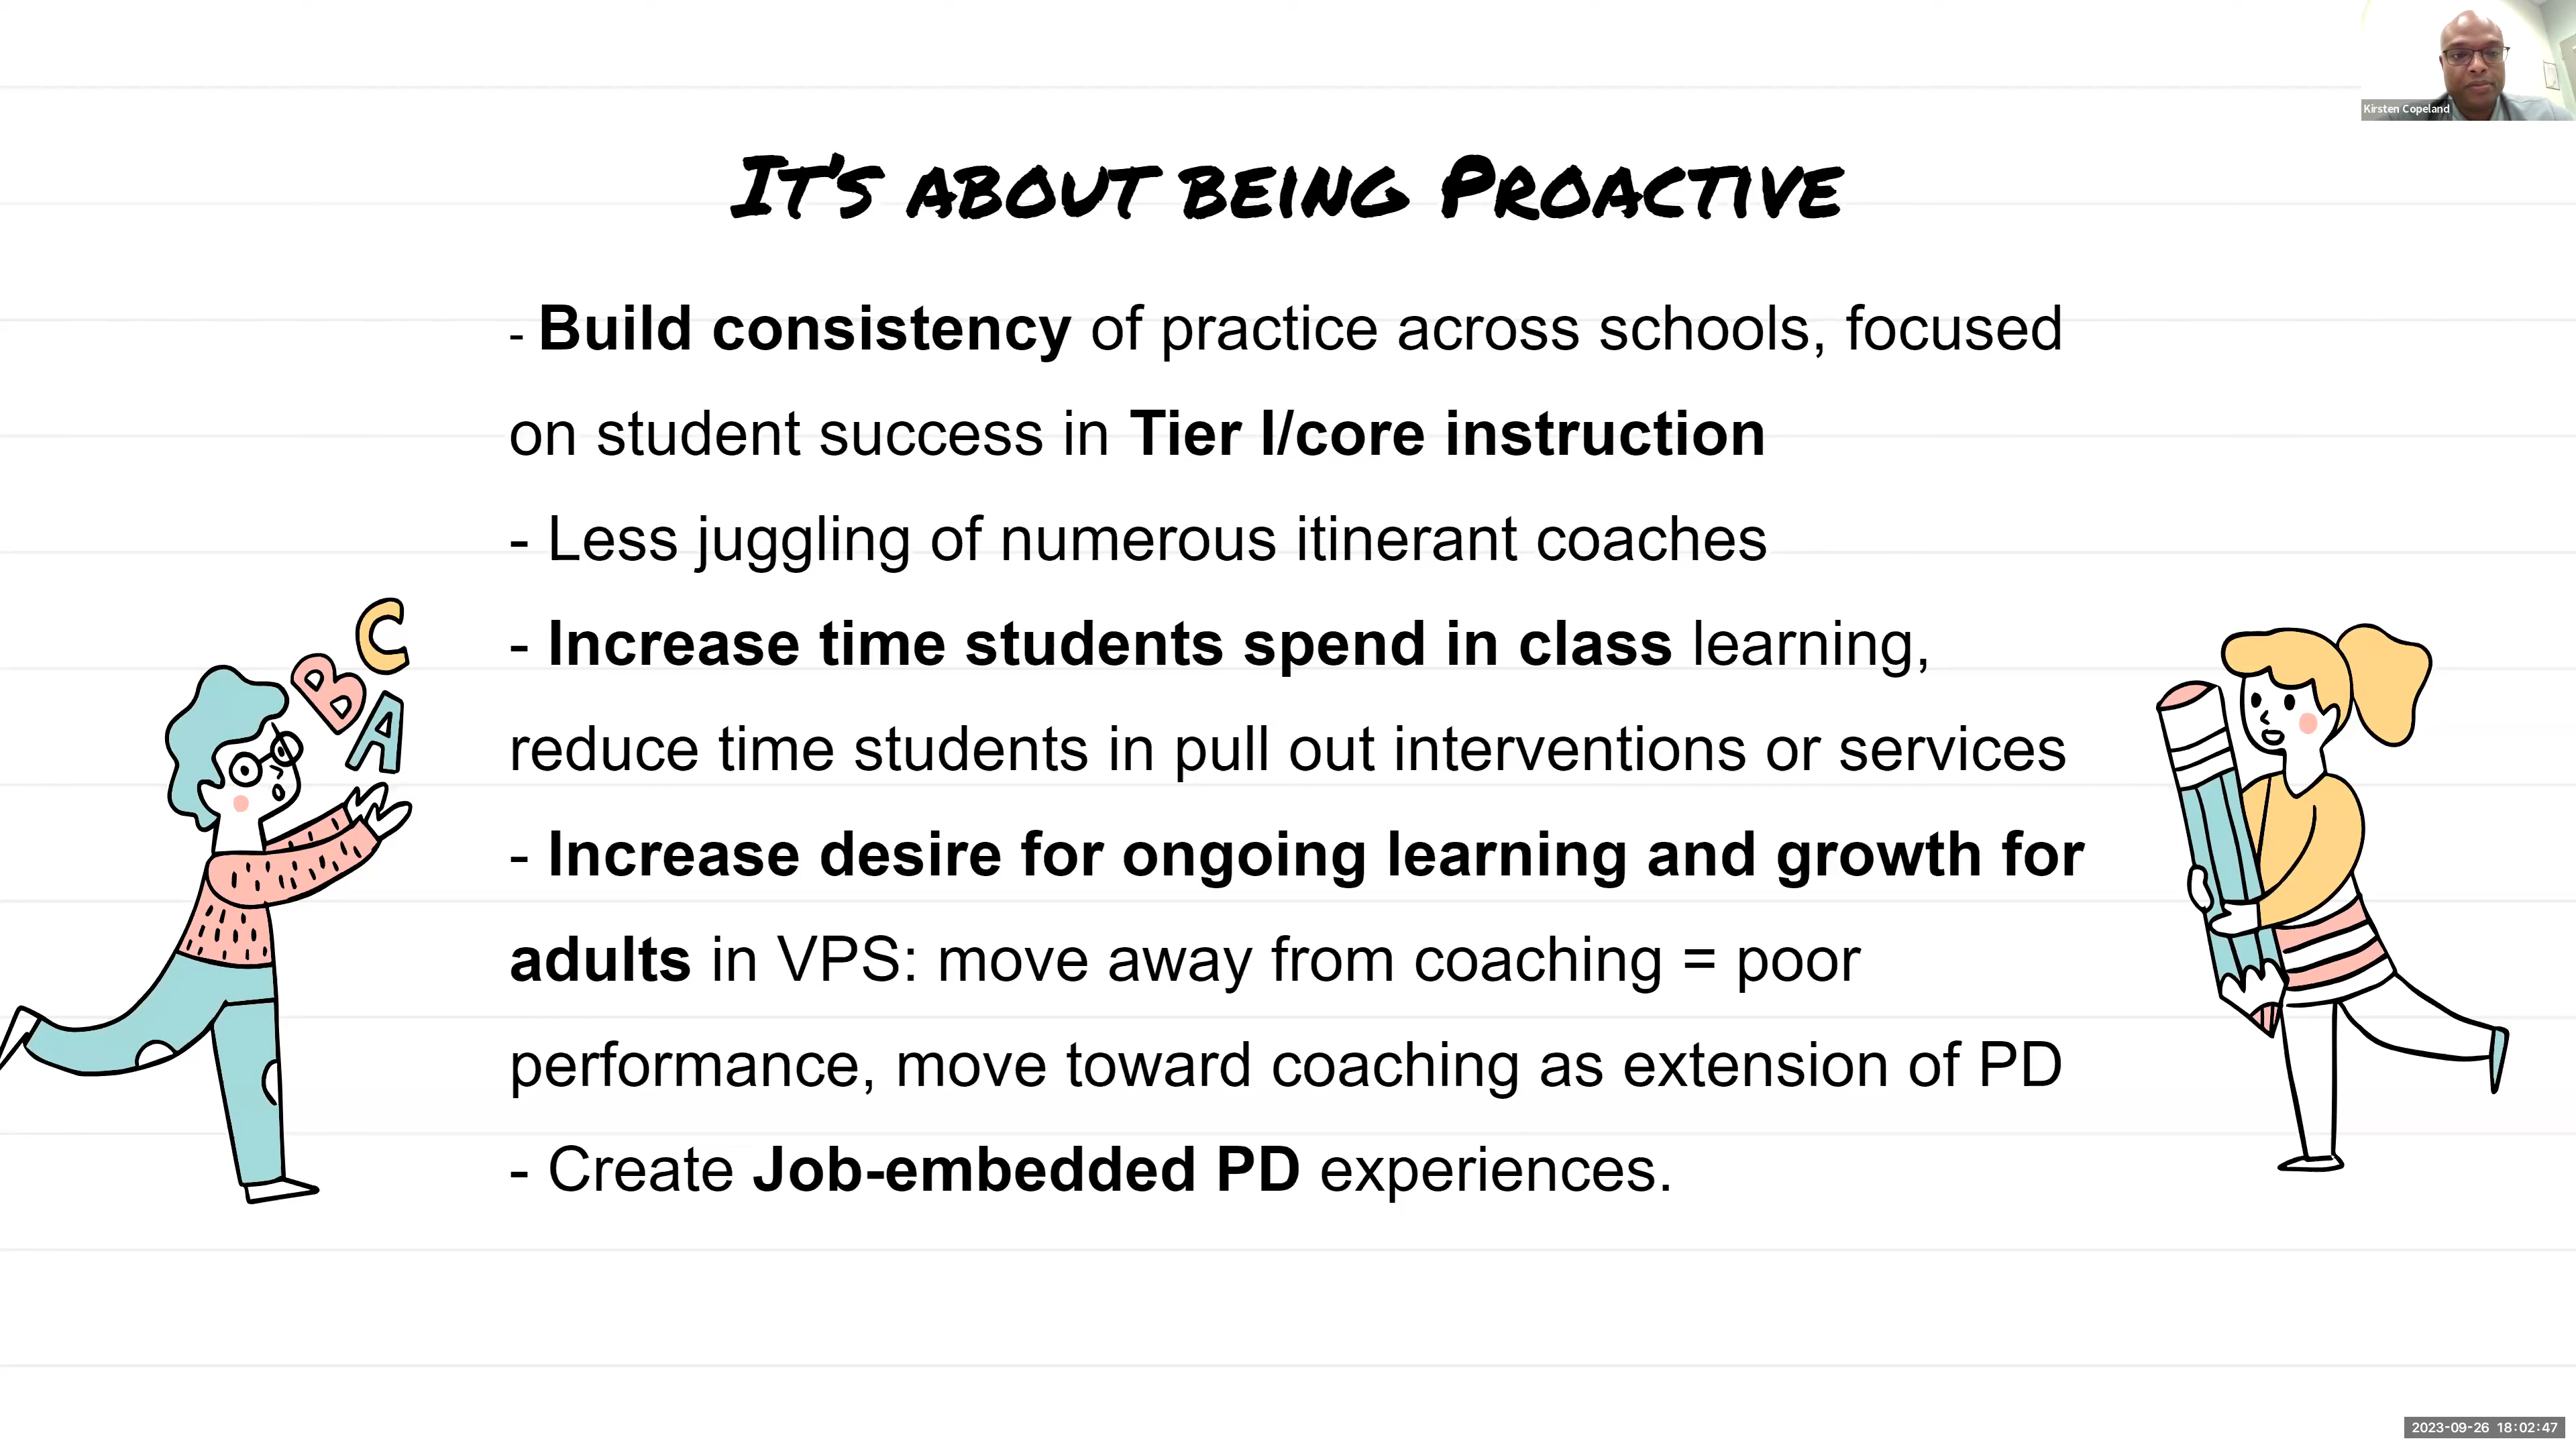 Kirsten Copeland
It's about being Proactive
- Build consistency of practice across schools, focused
on student success in Tier I/core instruction
- Less juggling of numerous itinerant coaches
- Increase time students spend in class learning,
reduce time students in pull out interventions or services
- Increase desire for ongoing learning and growth for
adults in VPS: move away from coaching = poor
performance, move toward coaching as extension of PD
- Create Job-embedded PD experiences.
C
B
A
2023-09-26 18:02:47